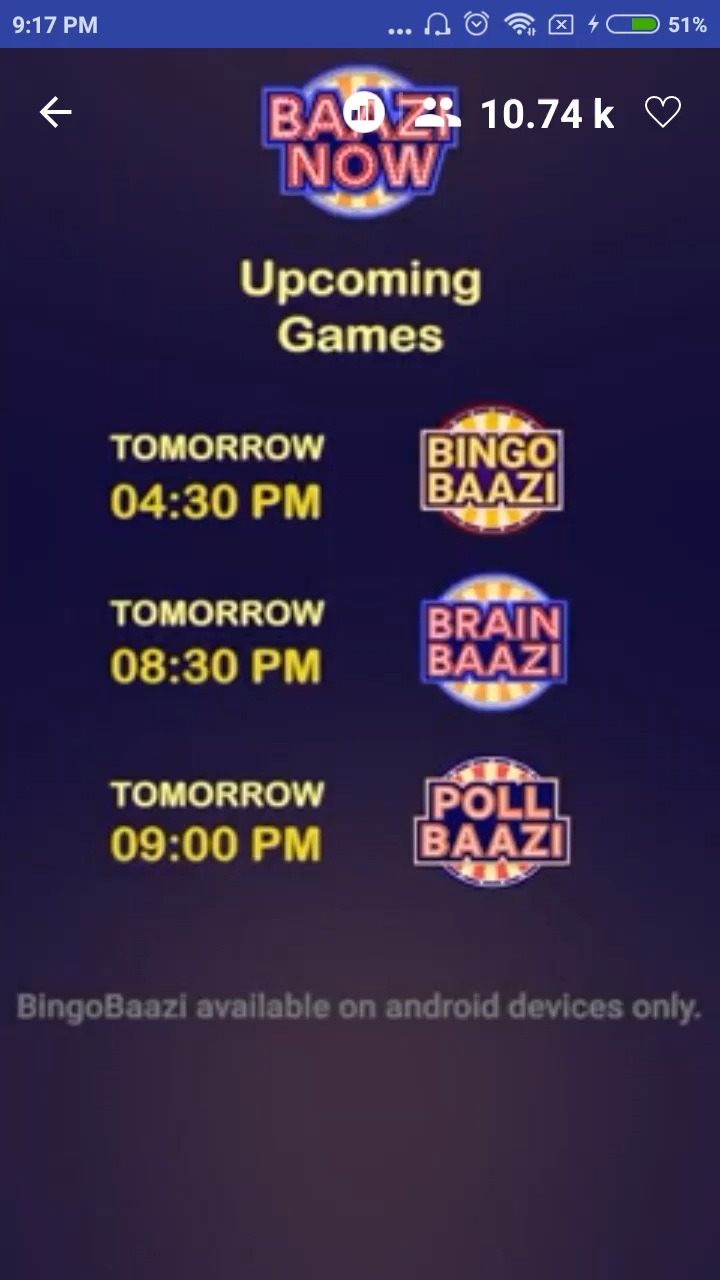 9:17 PM
51%
BAAZI
NOW
10.74 k
Upcoming
Games
TOMORROW
04:30 PM
BINGO
BAAZI
TOMORROW
08:30 PM
BRAIN
BAAZI
TOMORROW
09:00 PM
POLL
BAAZI
BingoBaazi available on android devices only.